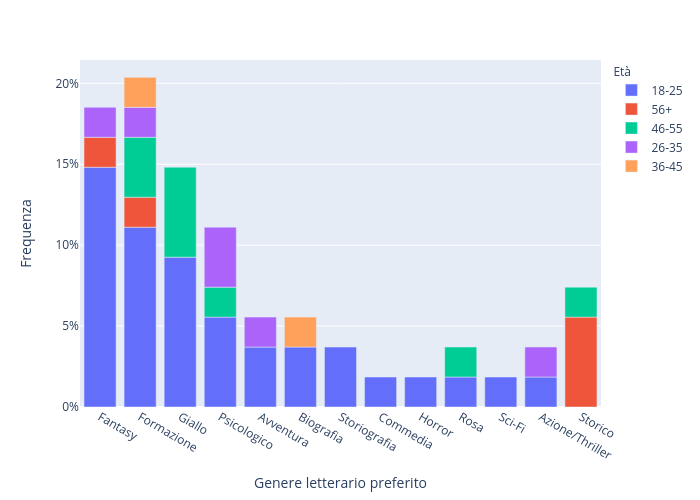 Età
18-25
56+
46-55
26-35
36-45
20%
15%
10%
5%
0%
Frequenza
Fantasy
Formazione
Giallo
Psicologico
Avventura
Biografia
Storiografia
Commedia
Horror
Rosa
Sci-Fi
Azione/Thriller
Storico
Genere letterario preferito